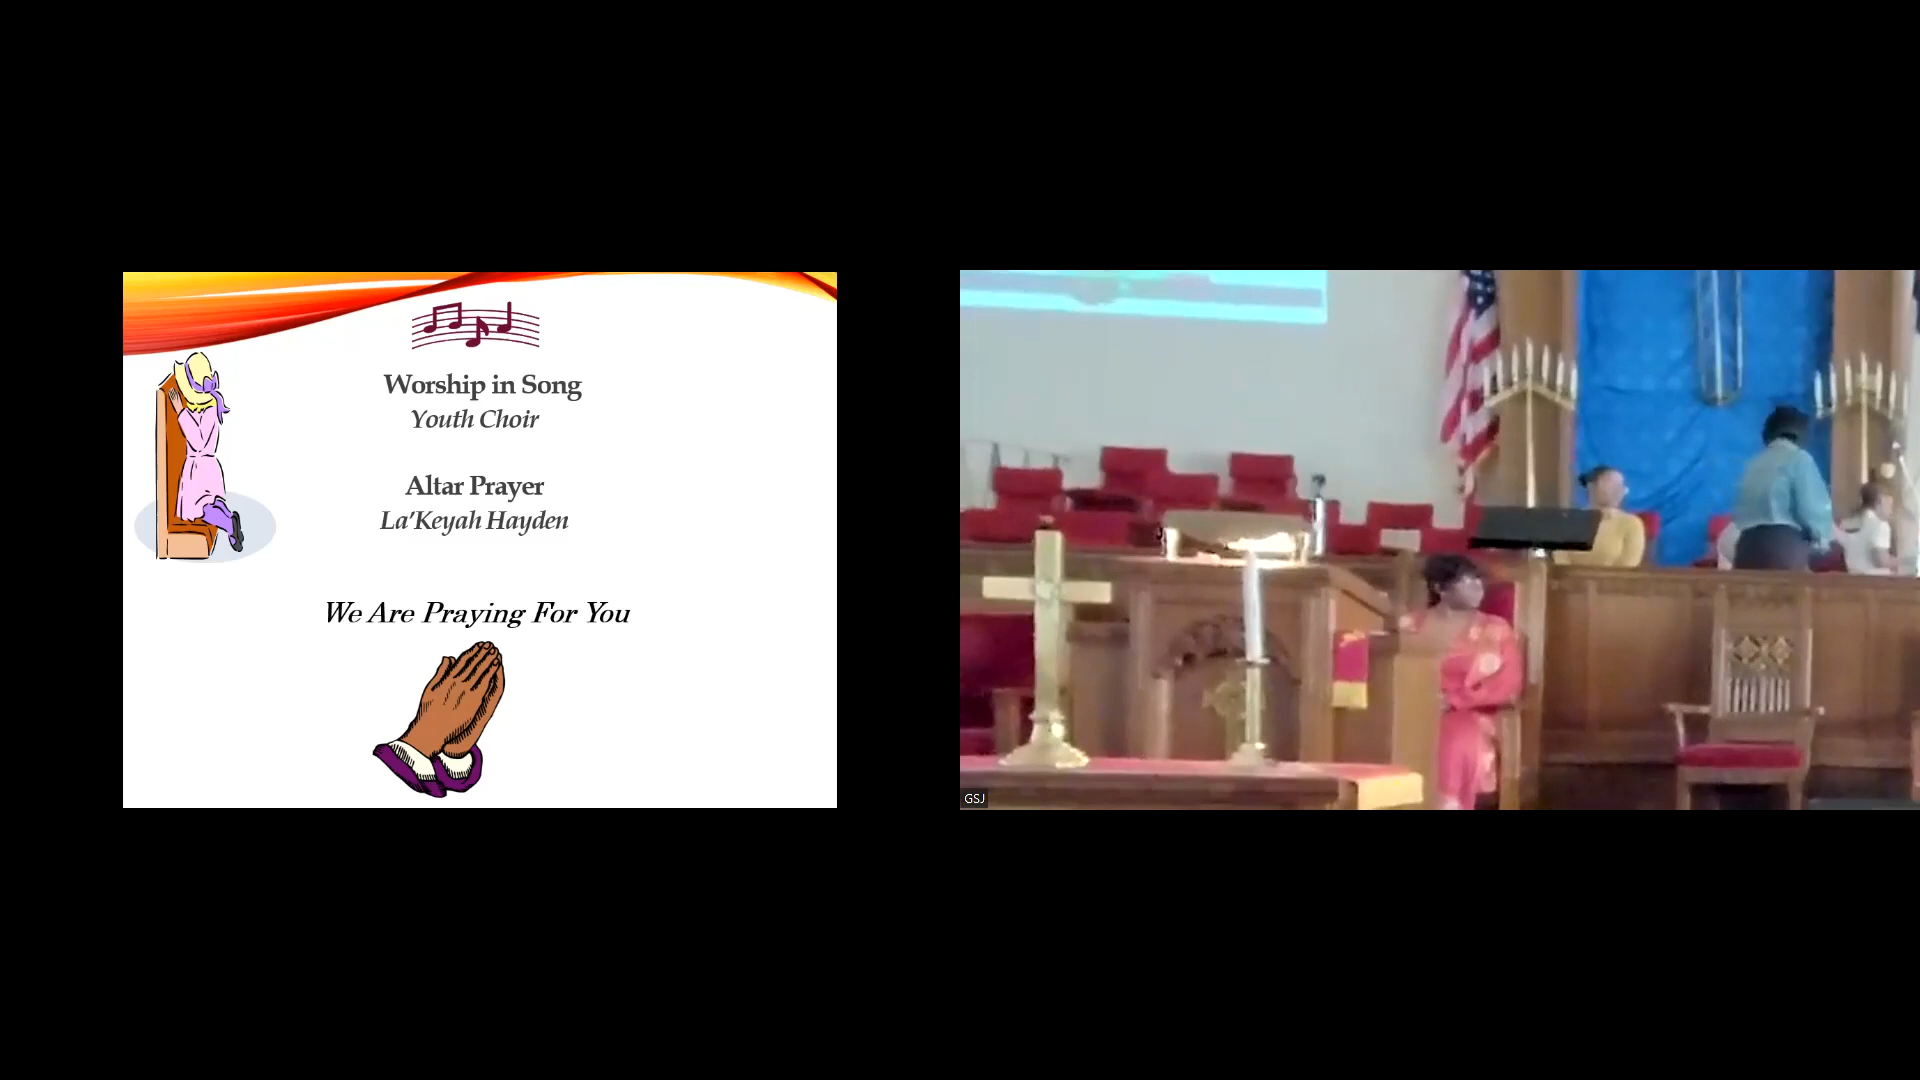 Worship in Song
Youth Choir
Altar Prayer
La'Keyah Hayden
We Are Praying For You
GSJ